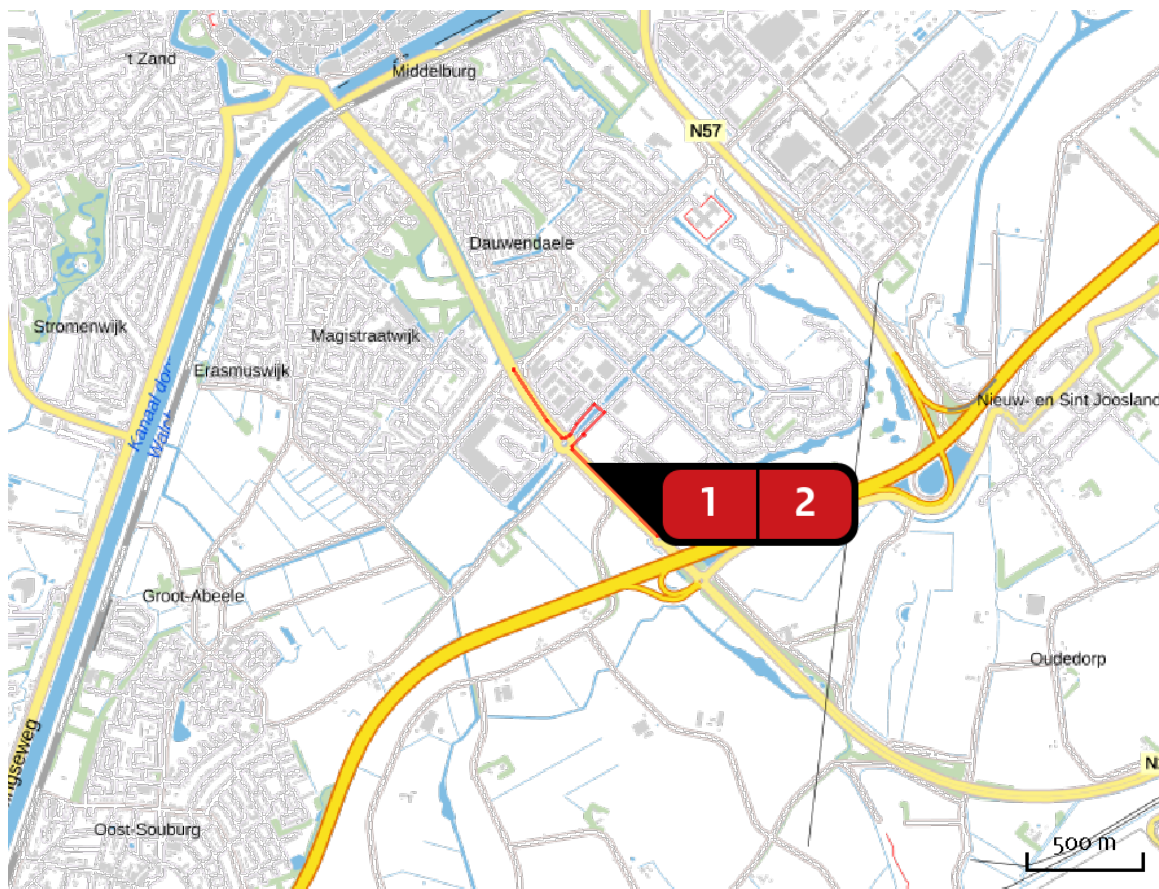 't Zand
Middelburg
N57
Dauwendaele
Stromenwijk
Magistraatwijk
Erasmuswijk
Kanaal door
Nieuw- en Sint Joosland
1
2
Groot-Abeele
Oudedorp
ingseweg
Oost-Souburg
500 m